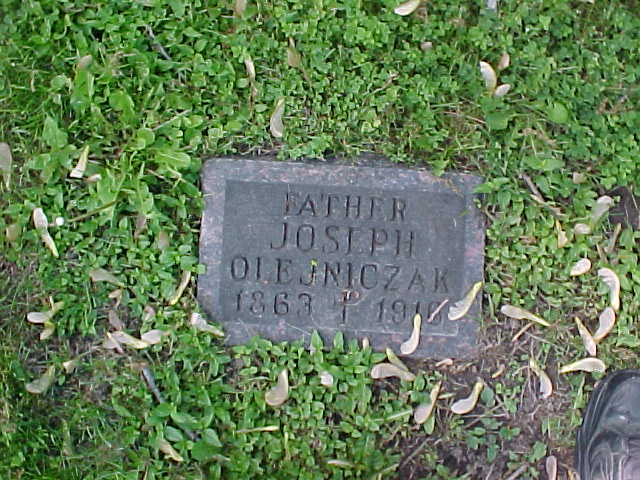 FATHER
JOSEPH
OLEJNICZAK
1863 ✝